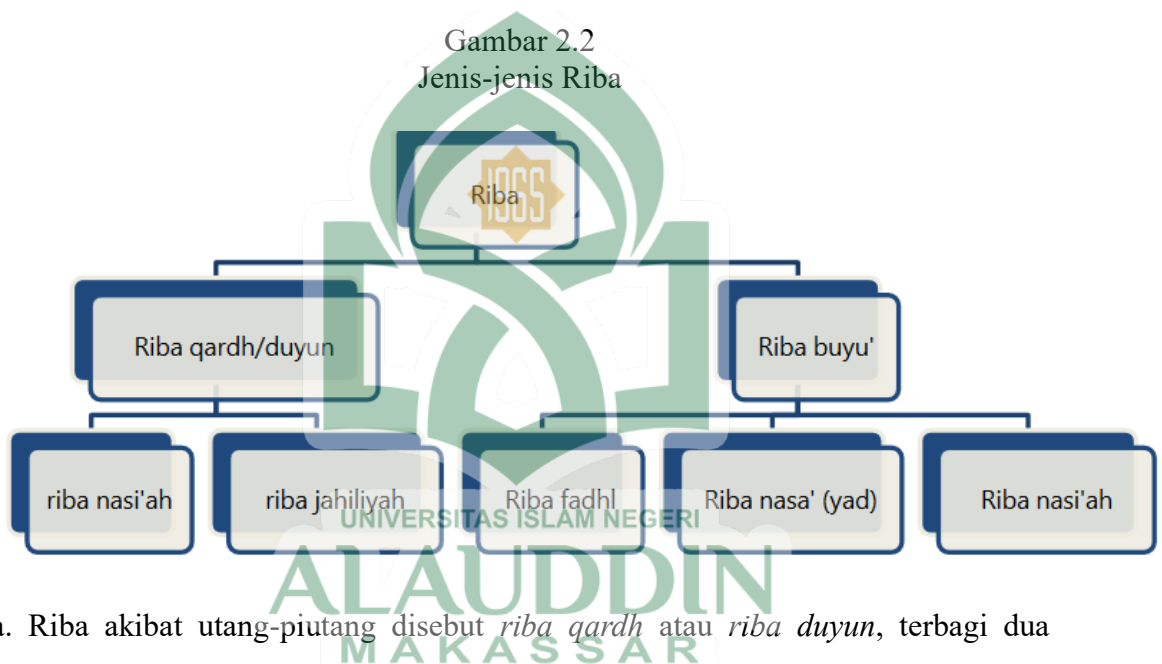 Gambar 2.2
Jenis-jenis Riba
Riba
1965
Riba qardh/duyun
Riba buyu'
riba nasi'ah
riba jahiliyah
Riba fadhl
Riba nasa' (yad)
Riba nasi'ah
UNIVERSITAS ISLAM NEGERI
ALAUDDIN
a. Riba akibat utang-piutang disebut riba qardh atau riba duyun, terbagi dua
MAKASSAR